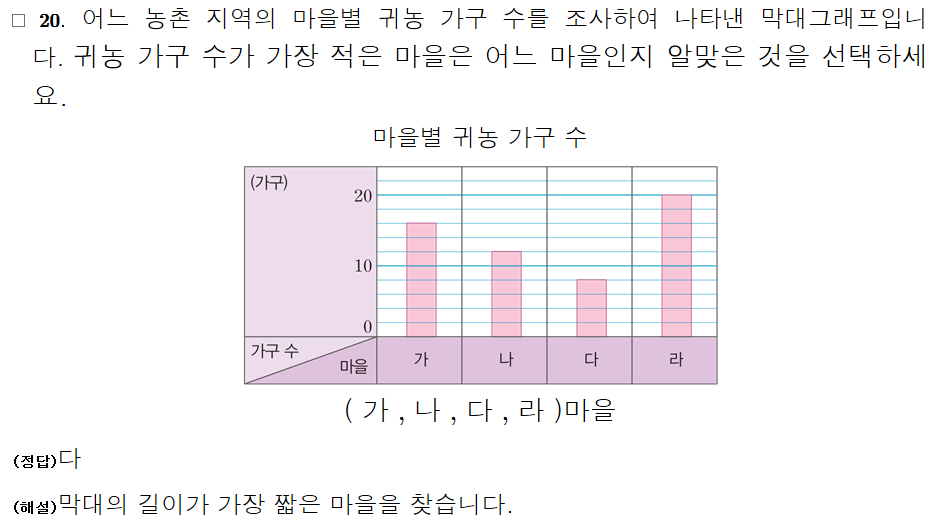 □ 20. 어느 농촌 지역의 마을별 귀농 가구 수를 조사하여 나타낸 막대그래프입니
다. 귀농 가구 수가 가장 적은 마을은 어느 마을인지 알맞은 것을 선택하세
요.
마을별 귀농 가구 수
(가구)
20
10
0
가구 수
마을
가 나 다 라
( 가 , 나 , 다 , 라 )마을
(정답)다
(해설)막대의 길이가 가장 짧은 마을을 찾습니다.